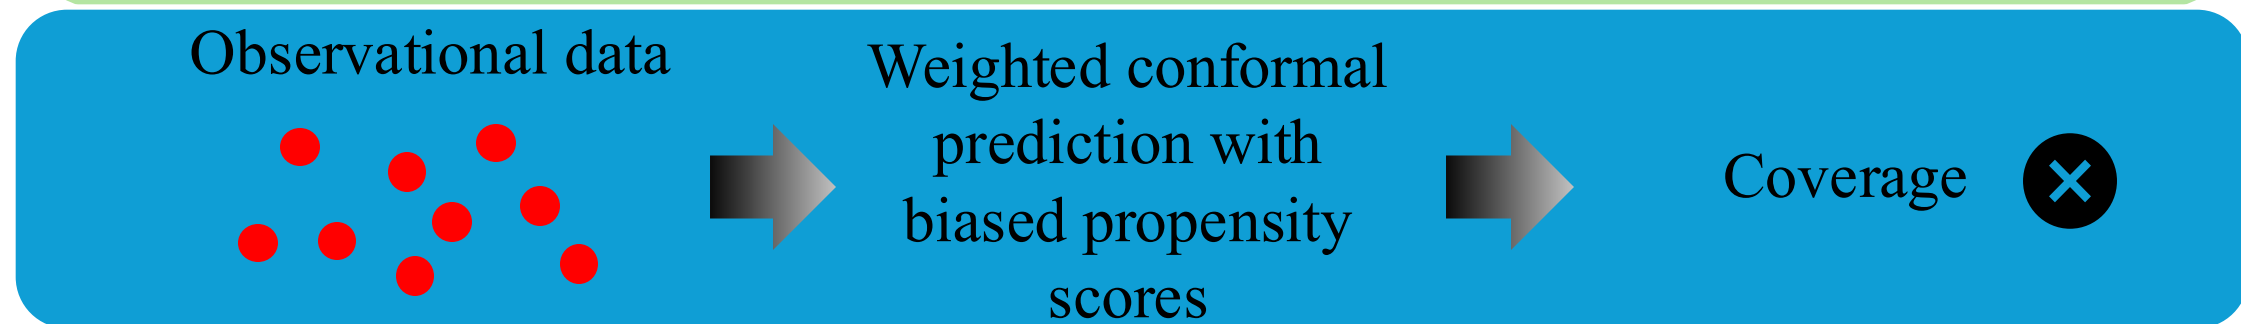 Observational data
Weighted conformal
prediction with
biased propensity
scores
Coverage